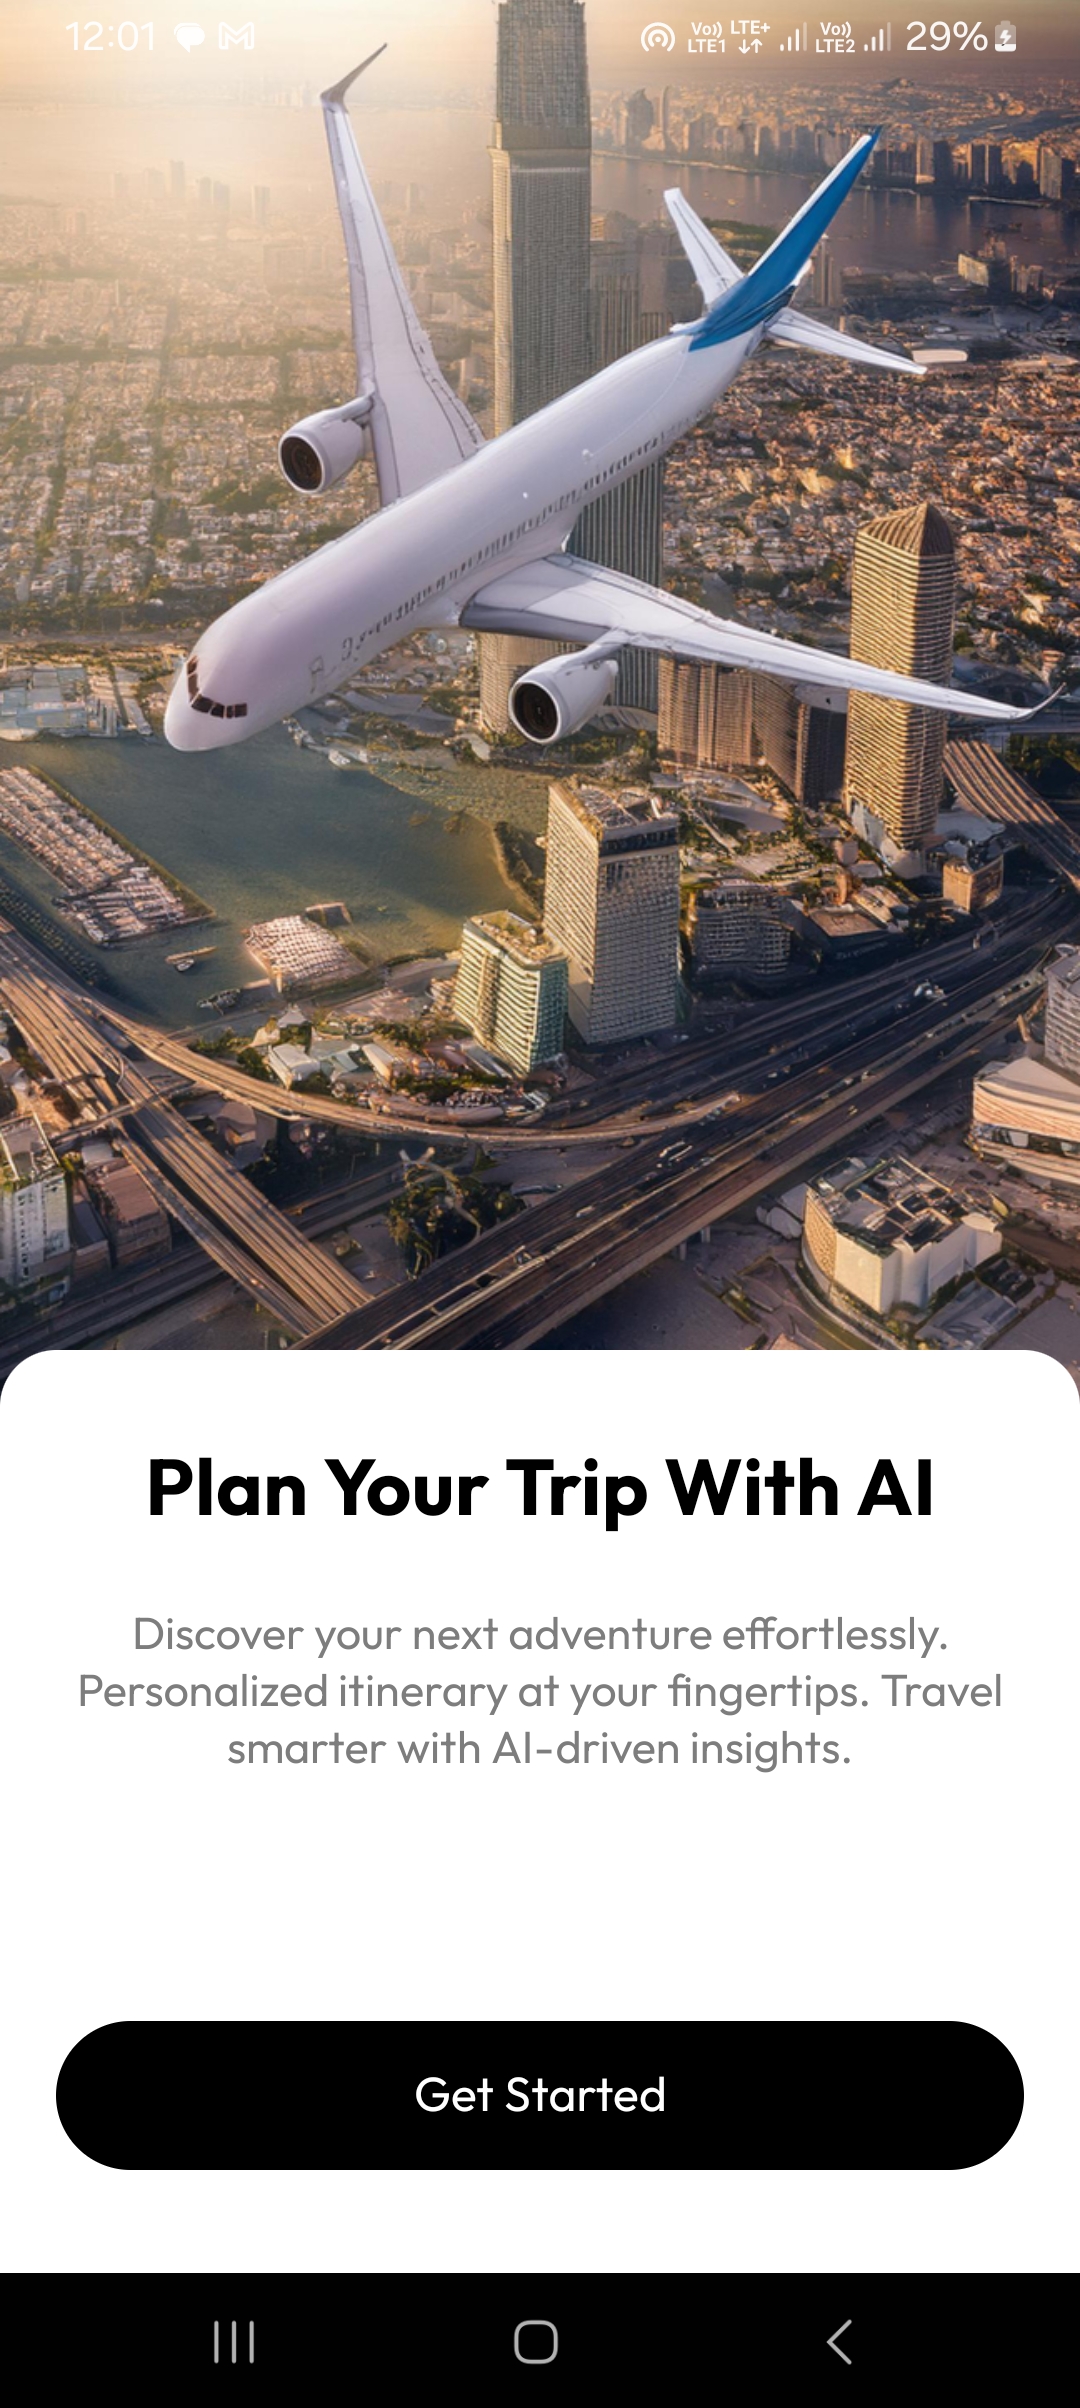 12:01 Vo)) LTE1 LTE+ Vo)) LTE2 29%
Plan Your Trip With AI
Discover your next adventure effortlessly.
Personalized itinerary at your fingertips. Travel
smarter with AI-driven insights.
Get Started